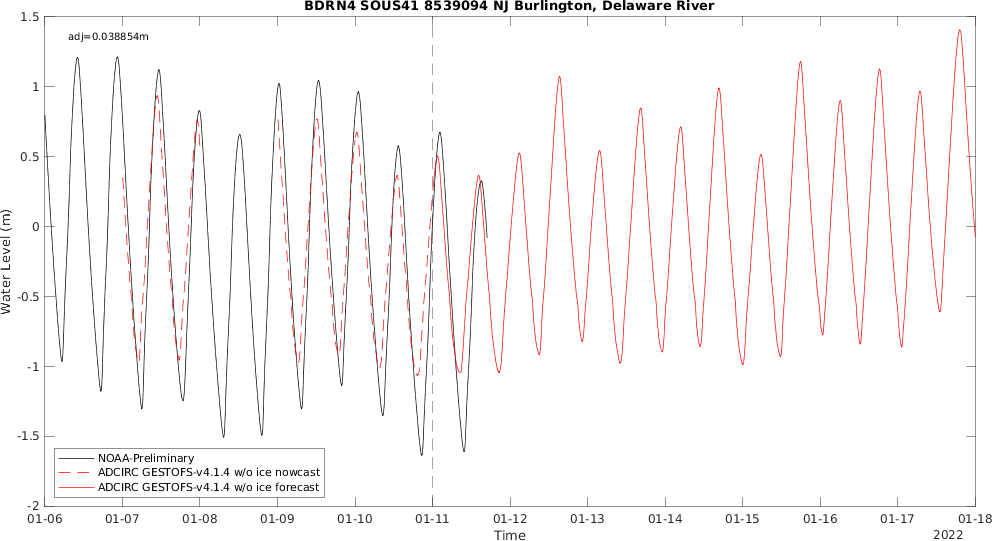 BDRN4 SOUS41 8539094 NJ Burlington, Delaware River
adj=0.038854m
1.5
1
0.5
0
-0.5
-1
-1.5
-2
Water Level (m)
NOAA-Preliminary
ADCIRC GESTOFS-v4.1.4 w/o ice nowcast
ADCIRC GESTOFS-v4.1.4 w/o ice forecast
01-06 01-07 01-08 01-09 01-10 01-11 01-12 01-13 01-14 01-15 01-16 01-17 01-18
Time
2022